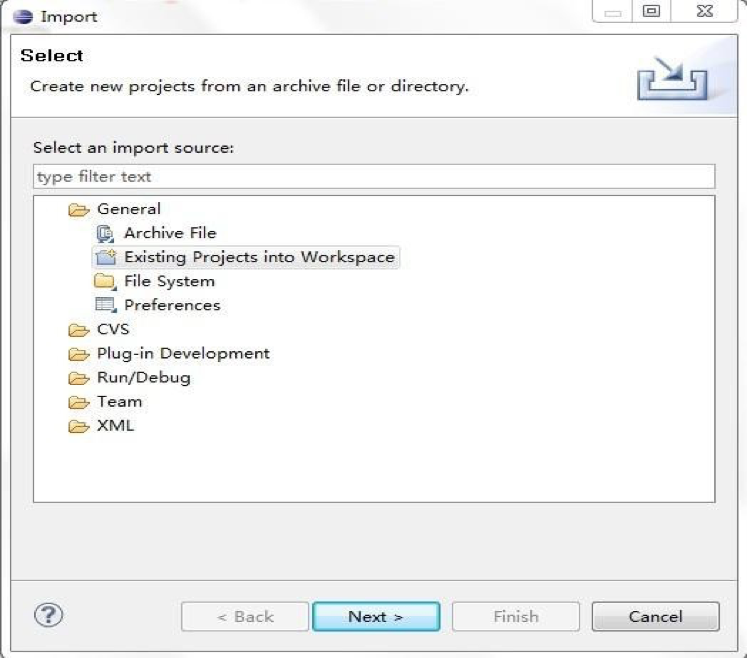 Import
Select
Create new projects from an archive file or directory.
Select an import source:
type filter text
General
Archive File
Existing Projects into Workspace
File System
Preferences
CVS
Plug-in Development
Run/Debug
Team
XML
?
< Back
Next >
Finish
Cancel